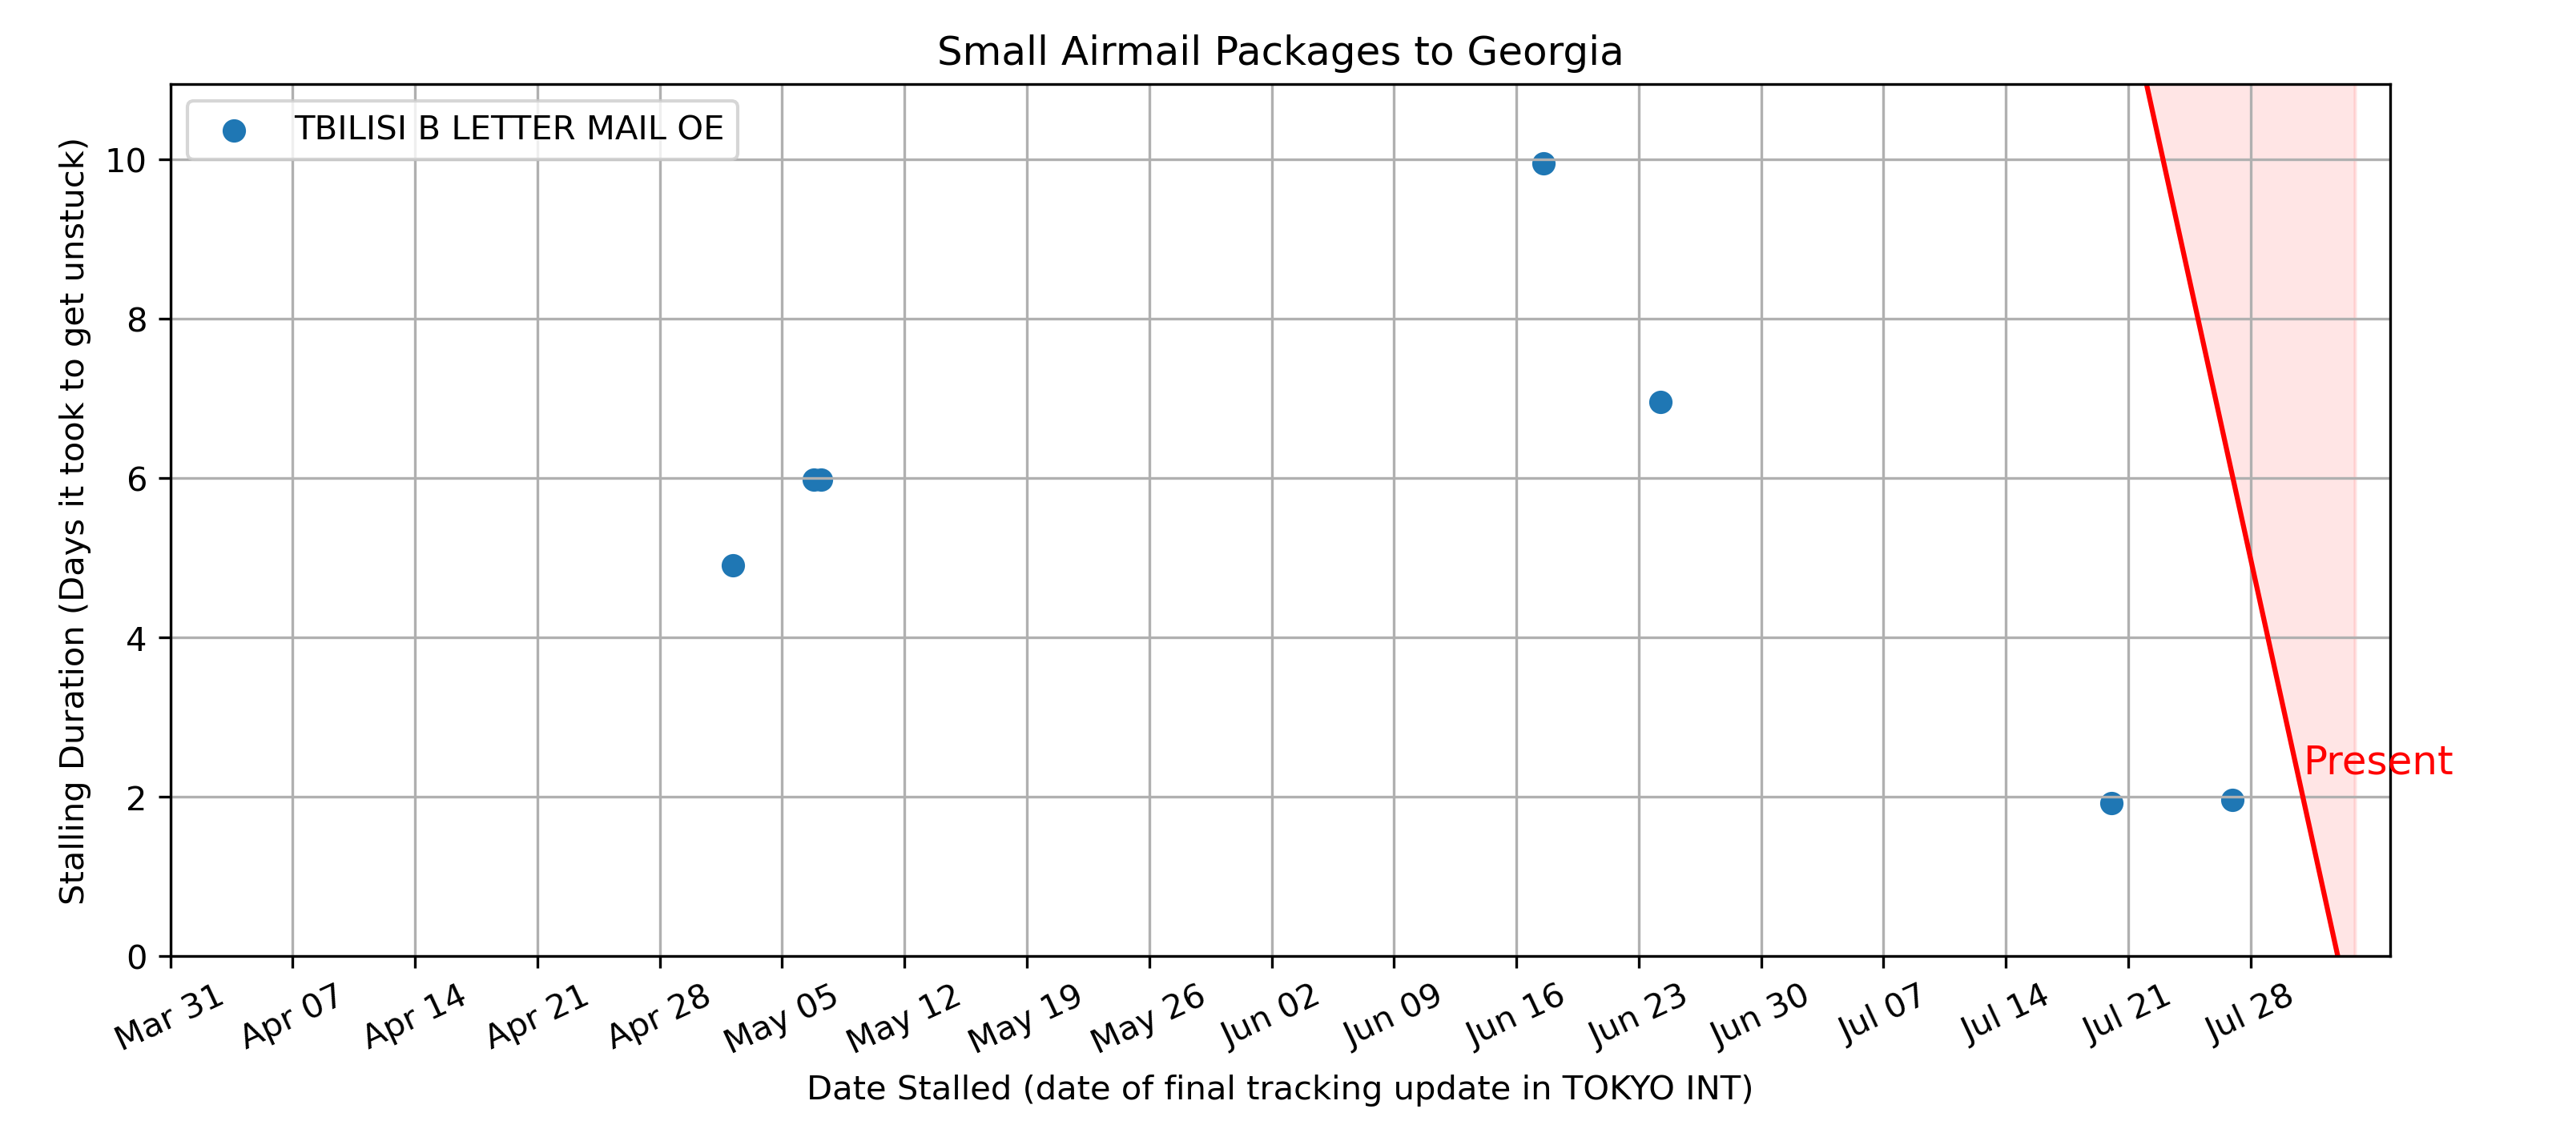 Small Airmail Packages to Georgia
TBILISI B LETTER MAIL OE
Stalling Duration (Days it took to get unstuck)
10
8
6
4
2
0
Present
Mar 31
Apr 07
Apr 14
Apr 21
Apr 28
May 05
May 12
May 19
May 26
Jun 02
Jun 09
Jun 16
Jun 23
Jun 30
Jul 07
Jul 14
Jul 21
Jul 28
Date Stalled (date of final tracking update in TOKYO INT)